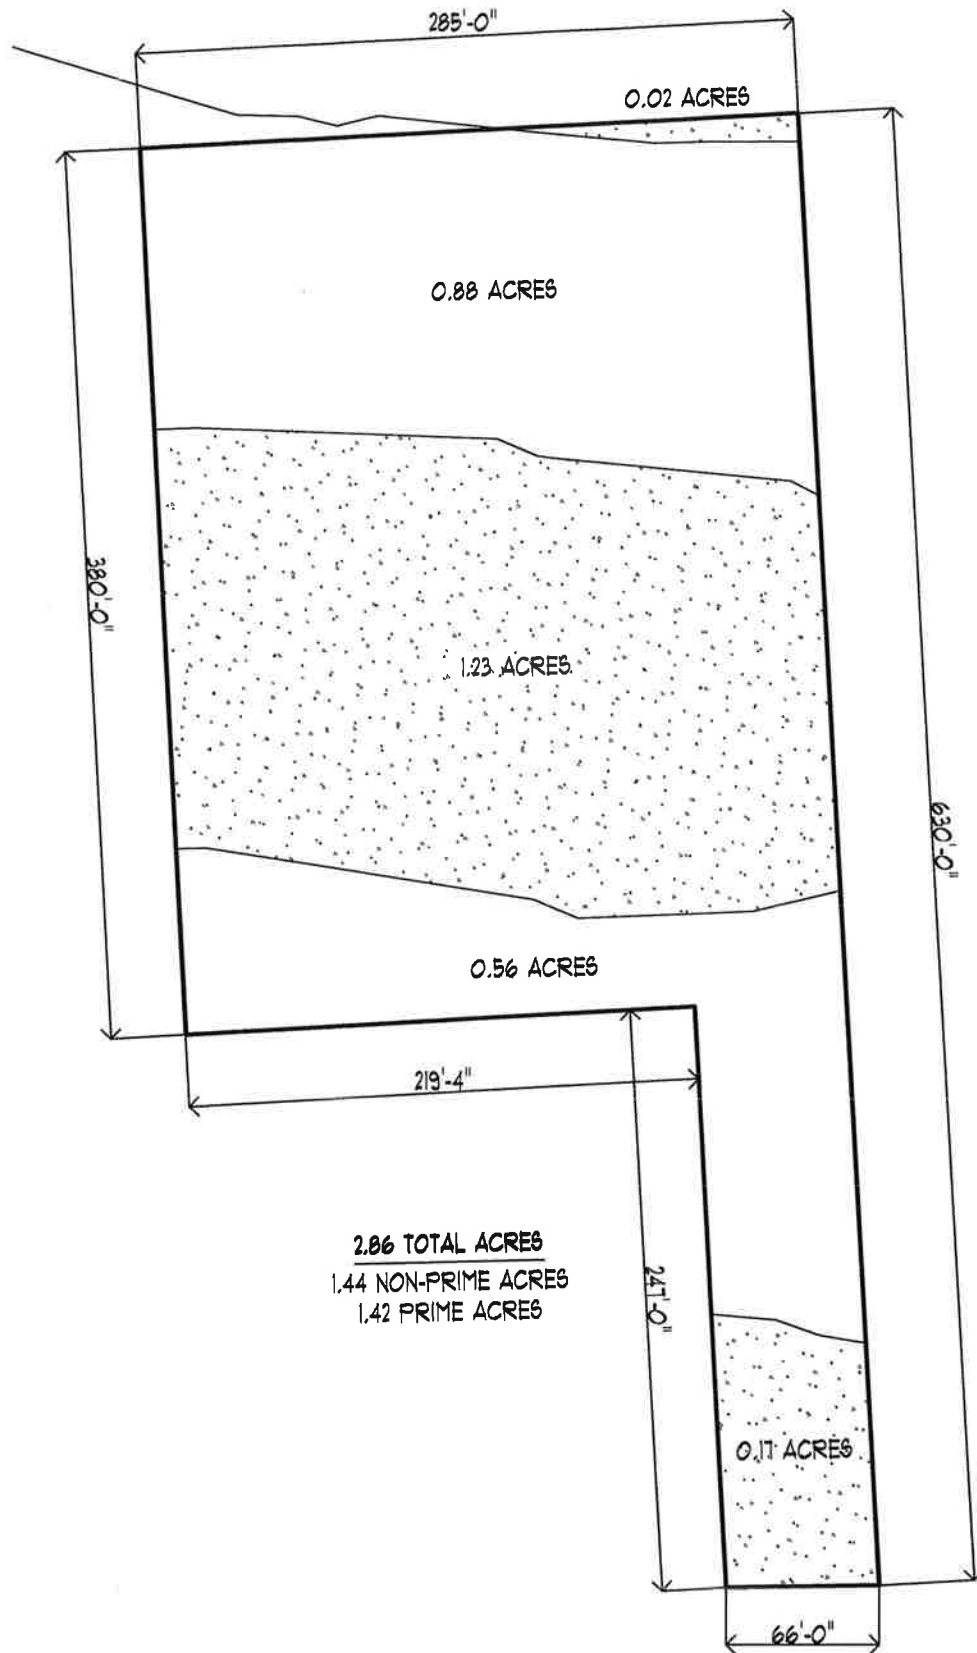 285'-0"
0.02 ACRES
0.88 ACRES
380'-0"
1.23 ACRES
630'-0"
0.56 ACRES
219'-4"
2.86 TOTAL ACRES
1.44 NON-PRIME ACRES
1.42 PRIME ACRES
247'-0"
0.17 ACRES
66'-0"